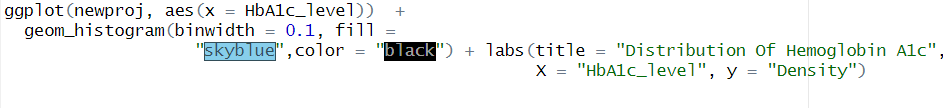 ggplot(newproj, aes(x = HbA1c_level))  +
  geom_histogram(binwidth = 0.1, fill =
                   "skyblue",color = "black") + labs(title = "Distribution Of Hemoglobin A1c",
                                                     X = "HbA1c_level", y = "Density")